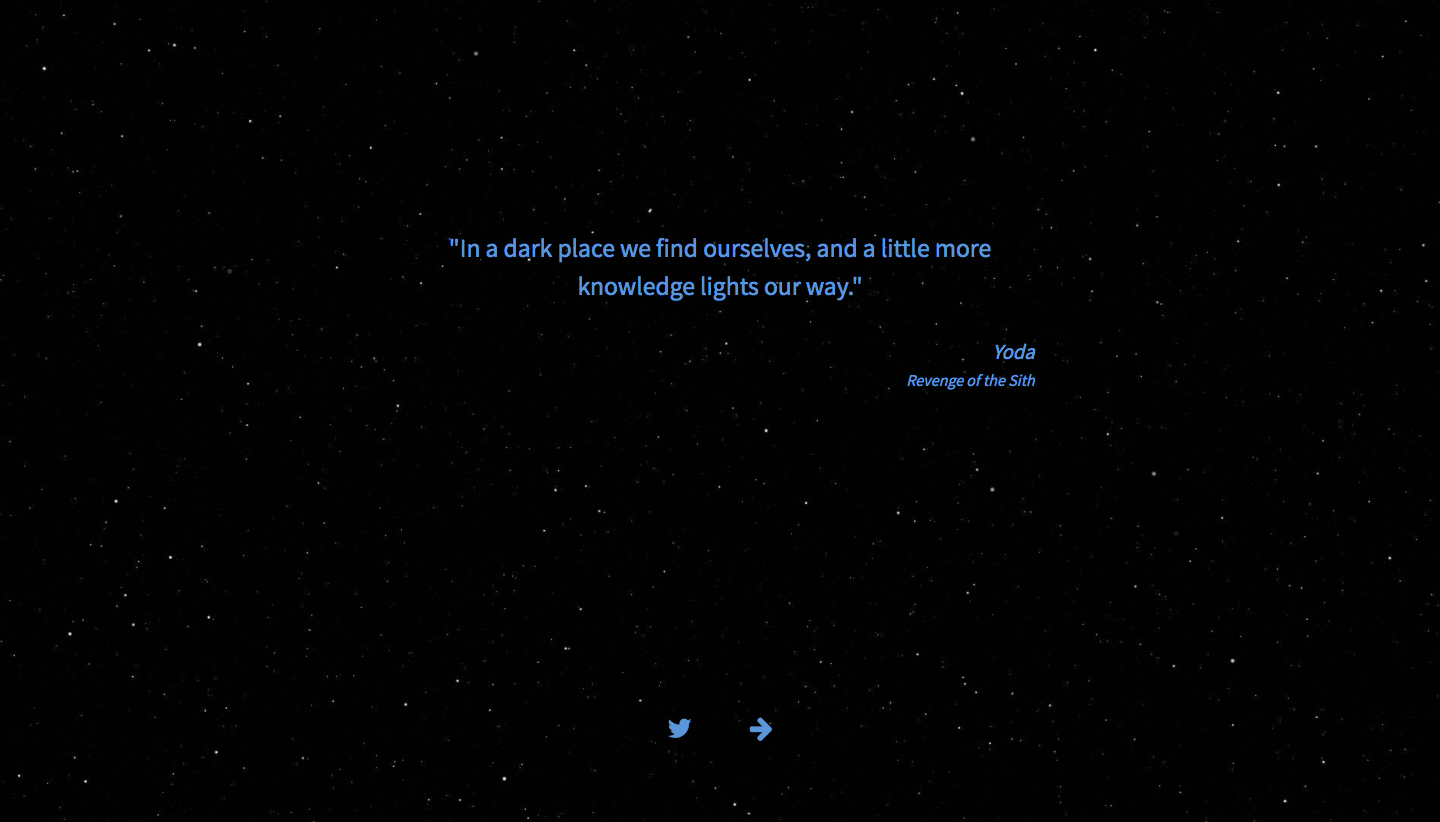 "In a dark place we find ourselves, and a little more
knowledge lights our way."
Yoda
Revenge of the Sith